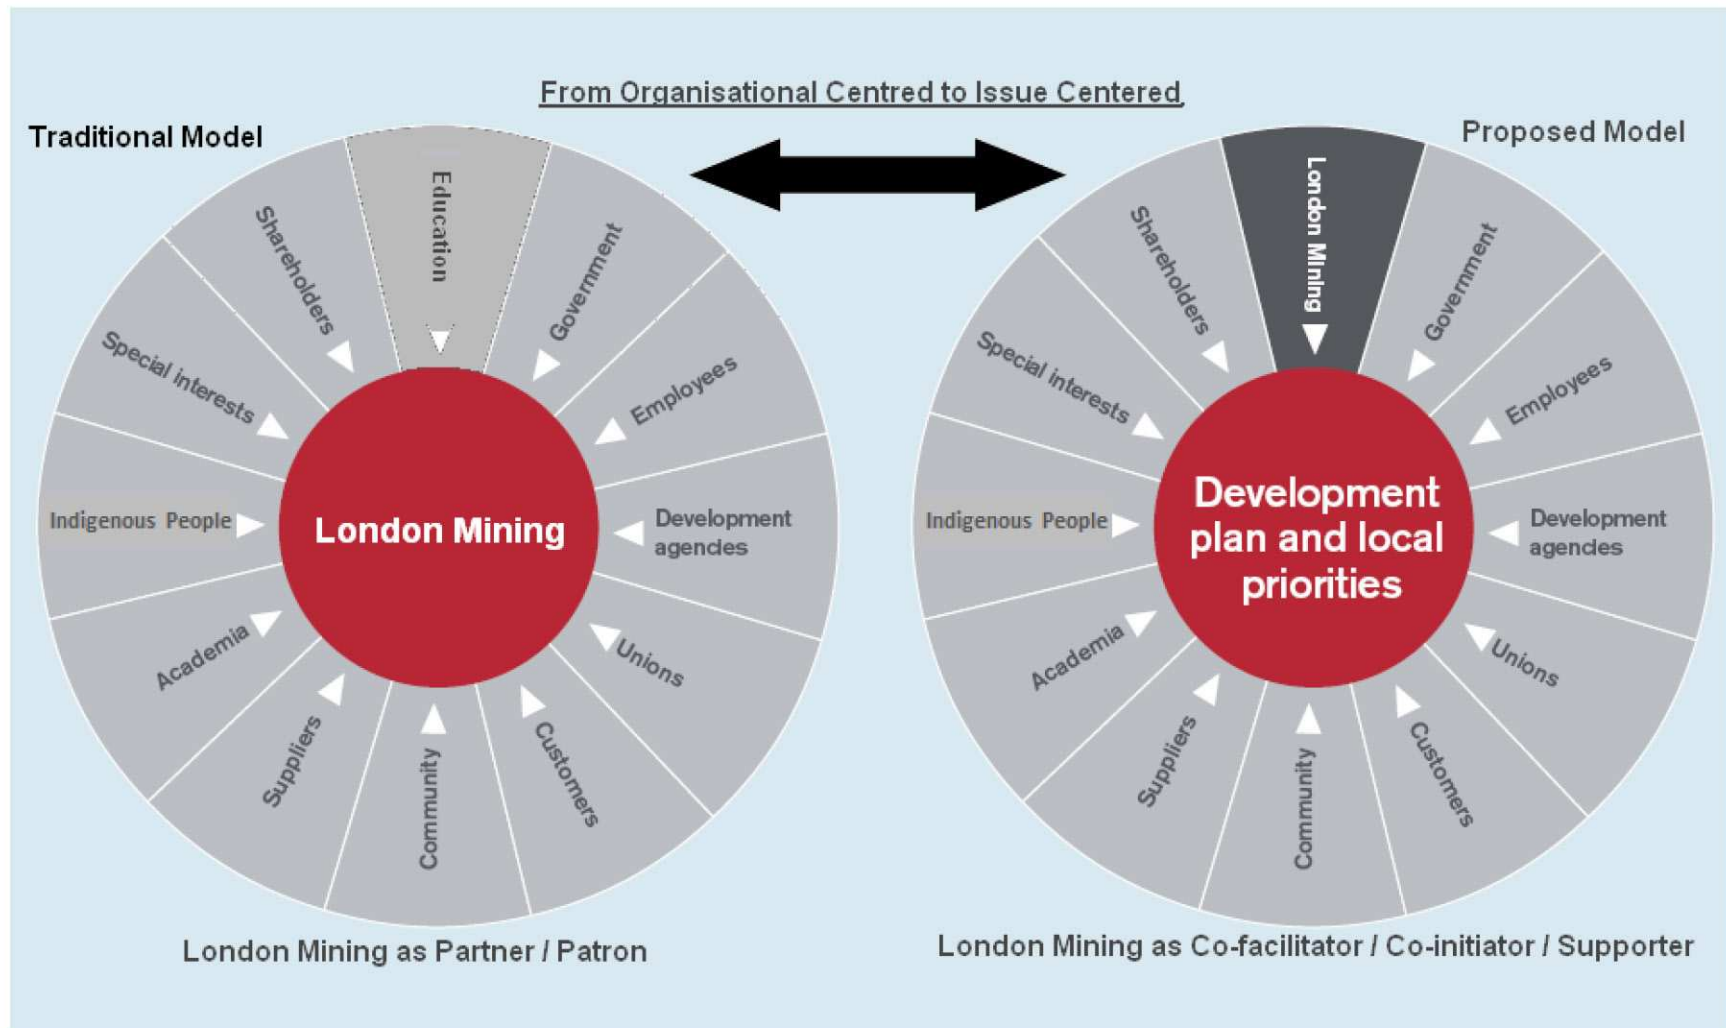 From Organisational Centred to Issue Centered
Traditional Model
Education
Government
Employees
Development
agencies
Unions
Customers
Community
Suppliers
Academia
Indigenous People
Special interests
Shareholders
London Mining
London Mining as Partner / Patron
Proposed Model
London Mining
Government
Employees
Development
agencies
Unions
Customers
Community
Suppliers
Academia
Indigenous People
Special interests
Shareholders
Development
plan and local
priorities
London Mining as Co-facilitator / Co-initiator / Supporter